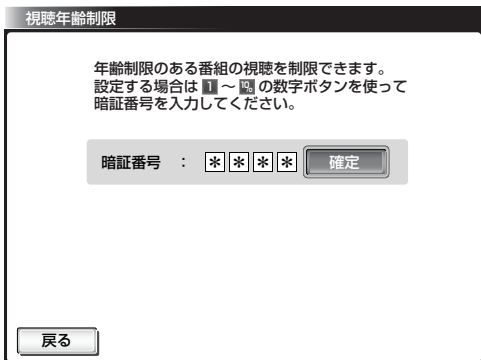 視聴年齢制限
年齢制限のある番組の視聴を制限できます。
設定する場合は 1 ~ 10/0 の数字ボタンを使って
暗証番号を入力してください。
暗証番号 : * * * * 確定
戻る